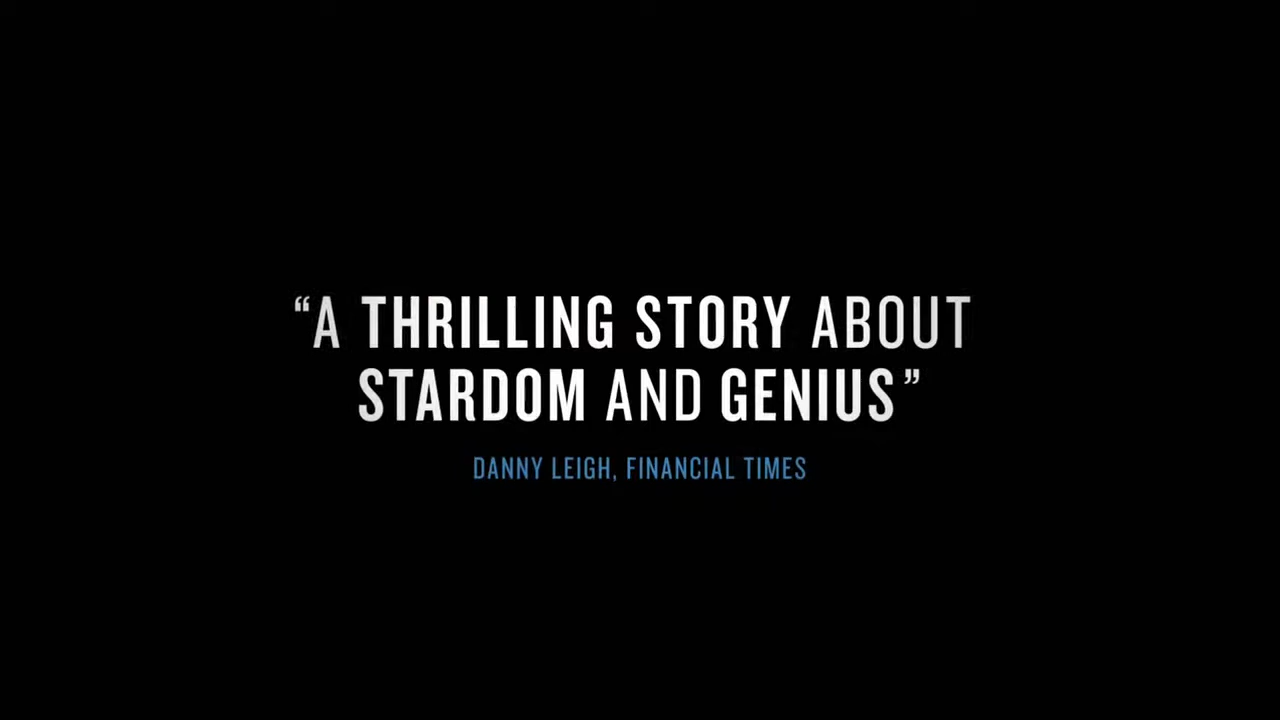 “A THRILLING STORY ABOUT
STARDOM AND GENIUS”
DANNY LEIGH, FINANCIAL TIMES